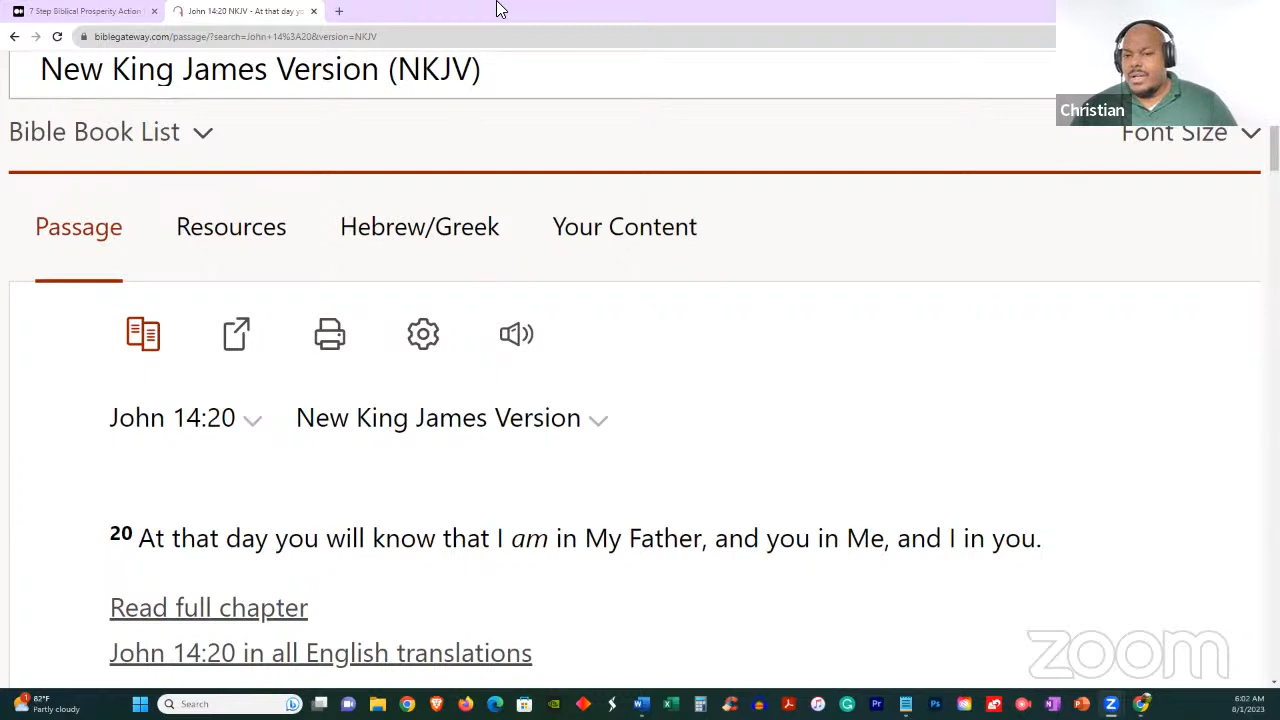 7 Step Biblical Prosperity Action
John 14:20 NKJV - At that day yo
biblegateway.com/passage/?search=John+14%3A20&version=NKJV
New King James Version (NKJV)
Christian
Bible Book List
Font Size
Passage
Resources
Hebrew/Greek
Your Content
John 14:20
New King James Version
20 At that day you will know that I am in My Father, and you in Me, and I in you.
Read full chapter
John 14:20 in all English translations
zoom
82°F
Partly cloudy
Search
6:02 AM
8/1/2023